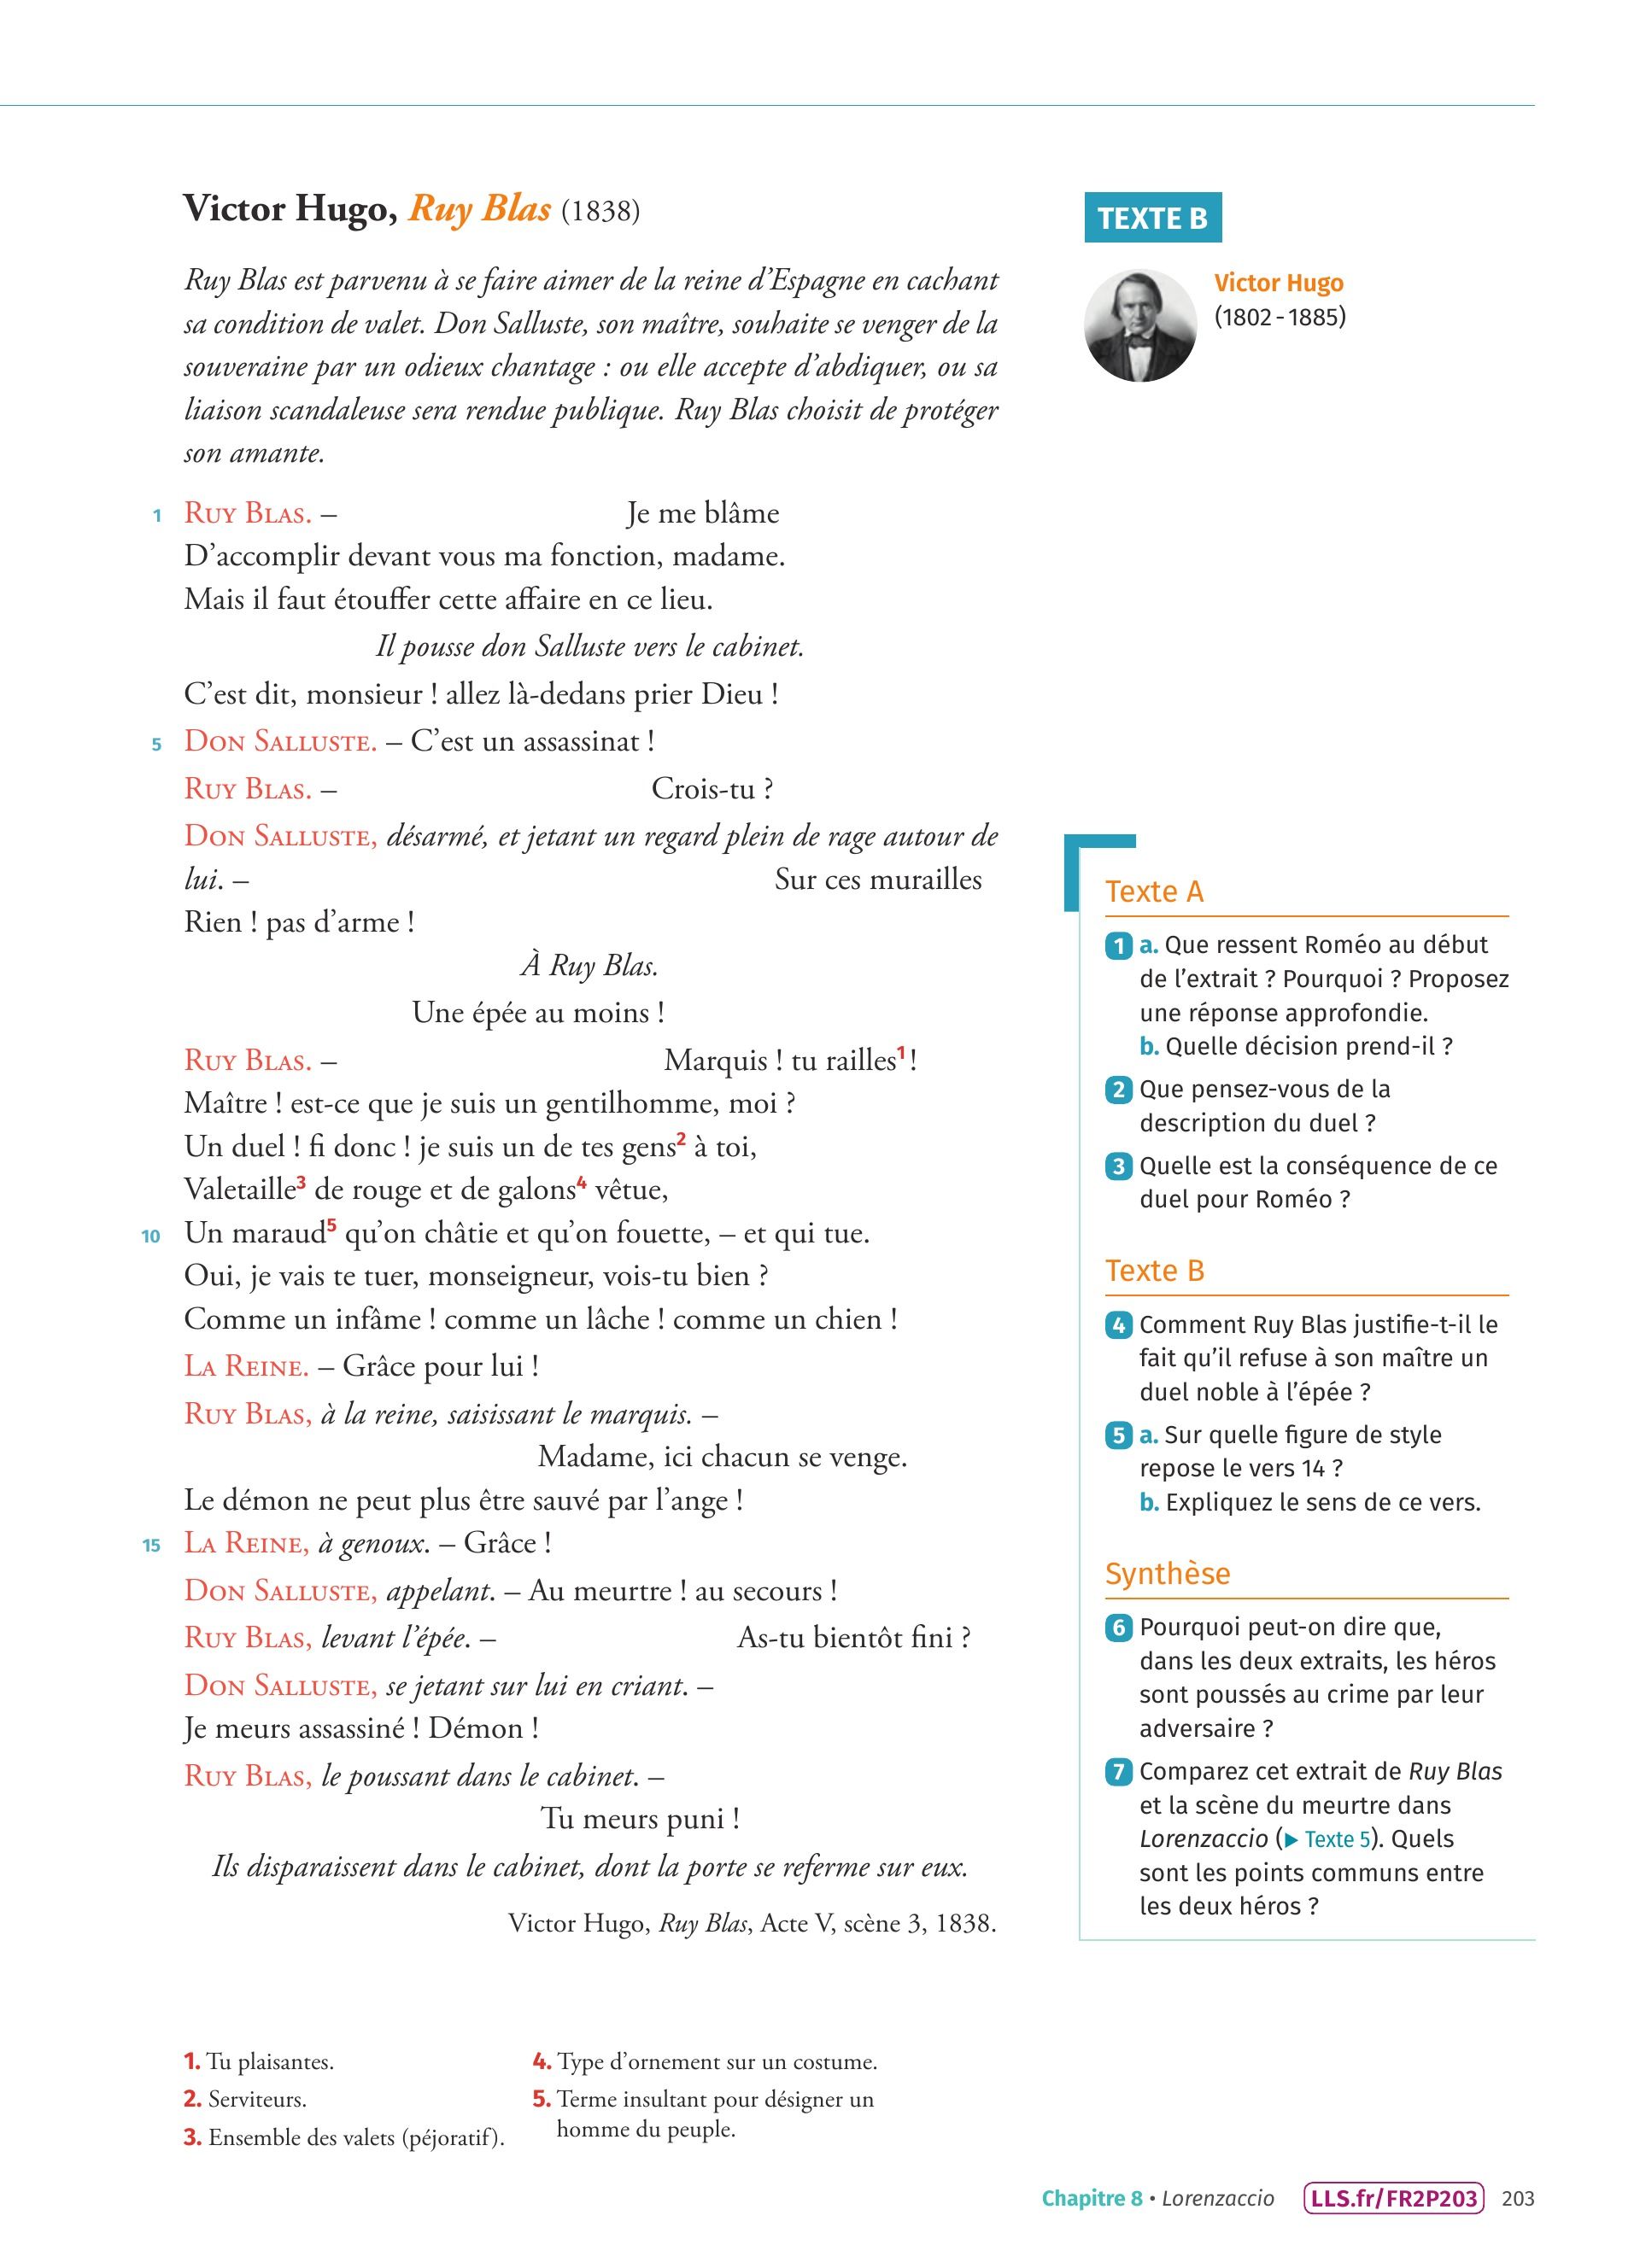 Victor Hugo, Ruy Blas (1838)
Ruy Blas est parvenu à se faire aimer de la reine d'Espagne en cachant
sa condition de valet. Don Salluste, son maître, souhaite se venger de la
souveraine par un odieux chantage : ou elle accepte d'abdiquer, ou sa
liaison scandaleuse sera rendue publique. Ruy Blas choisit de protéger
son amante.
1 Ruy Blas. – Je me blâme
D'accomplir devant vous ma fonction, madame.
Mais il faut étouffer cette affaire en ce lieu.
Il pousse don Salluste vers le cabinet.
C'est dit, monsieur ! allez là-dedans prier Dieu !
5 Don Salluste. – C'est un assassinat !
Ruy Blas. – Crois-tu ?
Don Salluste, désarmé, et jetant un regard plein de rage autour de
lui. – Sur ces murailles
Rien ! pas d'arme !
À Ruy Blas.
Une épée au moins !
Ruy Blas. – Marquis ! tu railles1 !
Maître ! est-ce que je suis un gentilhomme, moi ?
Un duel ! fi donc ! je suis un de tes gens2 à toi,
Valetaille3 de rouge et de galons4 vêtue,
10 Un maraud5 qu'on châtie et qu'on fouette, – et qui tue.
Oui, je vais te tuer, monseigneur, vois-tu bien ?
Comme un infâme ! comme un lâche ! comme un chien !
La Reine. – Grâce pour lui !
Ruy Blas, à la reine, saisissant le marquis. –
Madame, ici chacun se venge.
Le démon ne peut plus être sauvé par l'ange !
15 La Reine, à genoux. – Grâce !
Don Salluste, appelant. – Au meurtre ! au secours !
Ruy Blas, levant l'épée. – As-tu bientôt fini ?
Don Salluste, se jetant sur lui en criant. –
Je meurs assassiné ! Démon !
Ruy Blas, le poussant dans le cabinet. –
Tu meurs puni !
Ils disparaissent dans le cabinet, dont la porte se referme sur eux.
Victor Hugo, Ruy Blas, Acte V, scène 3, 1838.
1. Tu plaisantes.
2. Serviteurs.
3. Ensemble des valets (péjoratif).
4. Type d'ornement sur un costume.
5. Terme insultant pour désigner un
homme du peuple.
TEXTE B
Victor Hugo
(1802 - 1885)
Texte A
1 a. Que ressent Roméo au début
de l'extrait ? Pourquoi ? Proposez
une réponse approfondie.
b. Quelle décision prend-il ?
2 Que pensez-vous de la
description du duel ?
3 Quelle est la conséquence de ce
duel pour Roméo ?
Texte B
4 Comment Ruy Blas justifie-t-il le
fait qu'il refuse à son maître un
duel noble à l'épée ?
5 a. Sur quelle figure de style
repose le vers 14 ?
b. Expliquez le sens de ce vers.
Synthèse
6 Pourquoi peut-on dire que,
dans les deux extraits, les héros
sont poussés au crime par leur
adversaire ?
7 Comparez cet extrait de Ruy Blas
et la scène du meurtre dans
Lorenzaccio (▶ Texte 5). Quels
sont les points communs entre
les deux héros ?
Chapitre 8 • Lorenzaccio LLS.fr/FR2P203 203